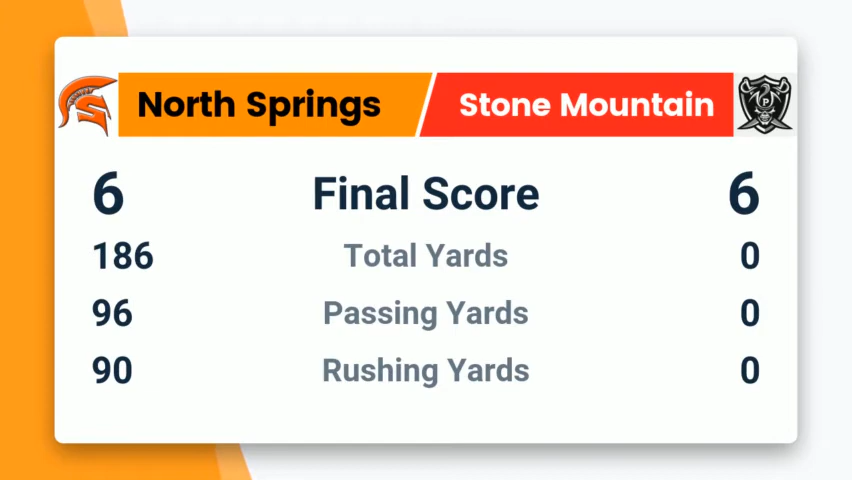 North Springs Stone Mountain
6 Final Score 6
186 Total Yards 0
96 Passing Yards 0
90 Rushing Yards 0